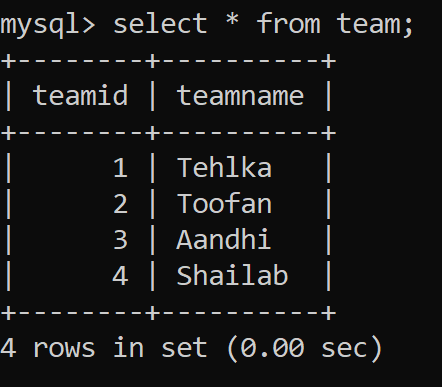 mysql> select * from team;
+--------+----------+
| teamid | teamname |
+--------+----------+
|      1 | Tehlka   |
|      2 | Toofan   |
|      3 | Aandhi   |
|      4 | Shailab  |
+--------+----------+
4 rows in set (0.00 sec)